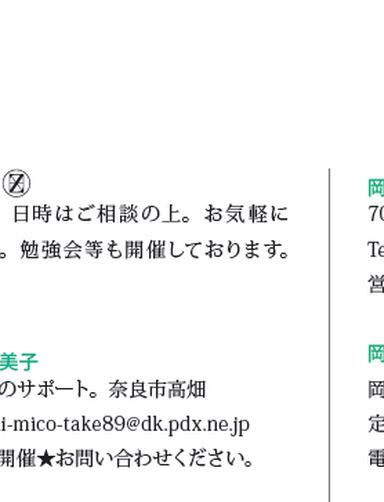 Ⓩ
日時はご相談の上。お気軽に
。勉強会等も開催しております。
美子
のサポート。奈良市高畑
i-mico-take89@dk.pdx.ne.jp
開催★お問い合わせください。
岡
70
Te
営
岡
岡
定
電